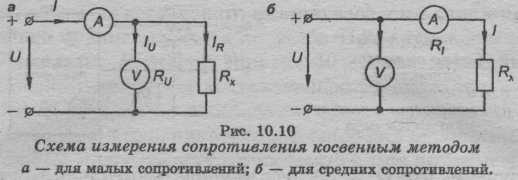 а
I
A
I_U
I_R
U
V
R_U
R_x
б
A
R_I
I
U
V
R_x
Рис. 10.10
Схема измерения сопротивления косвенным методом
а — для малых сопротивлений; б — для средних сопротивлений.